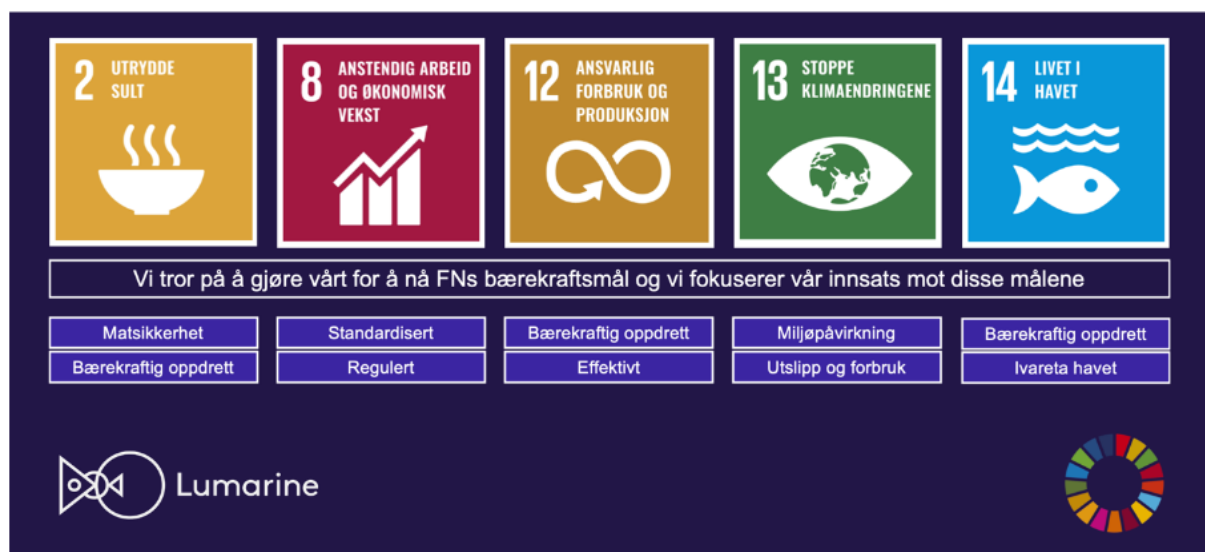 2 UTRYDDE
SULT
8 ANSTENDIG ARBEID
OG ØKONOMISK
VEKST
12 ANSVARLIG
FORBRUK OG
PRODUKSJON
13 STOPPE
KLIMAENDRINGENE
14 LIVET I
HAVET
Vi tror på å gjøre vårt for å nå FNs bærekraftsmål og vi fokuserer vår innsats mot disse målene
Matsikkerhet
Bærekraftig oppdrett
Standardisert
Regulert
Bærekraftig oppdrett
Effektivt
Miljøpåvirkning
Utslipp og forbruk
Bærekraftig oppdrett
Ivareta havet
Lumarine